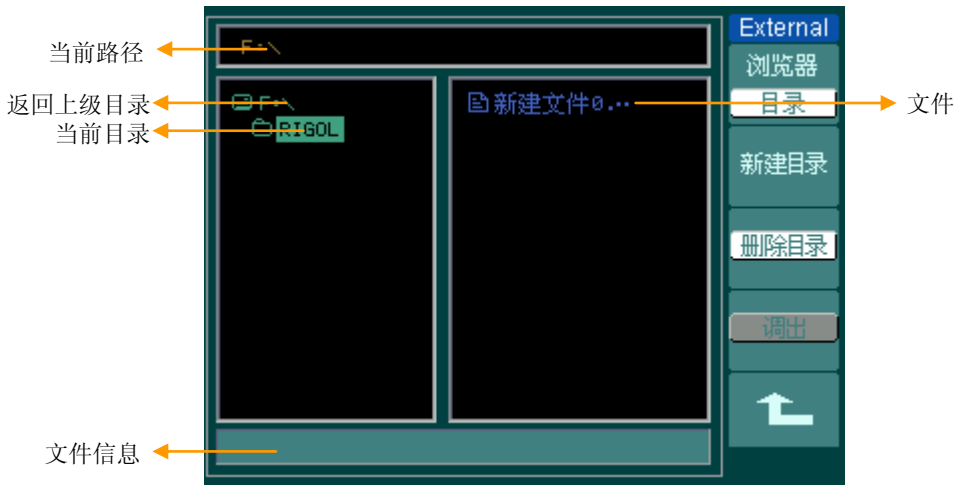 External
当前路径
F:\
浏览器
目录
返回上级目录
F:\
新建文件0.…
文件
当前目录
RIGOL
新建目录
删除目录
调出
文件信息